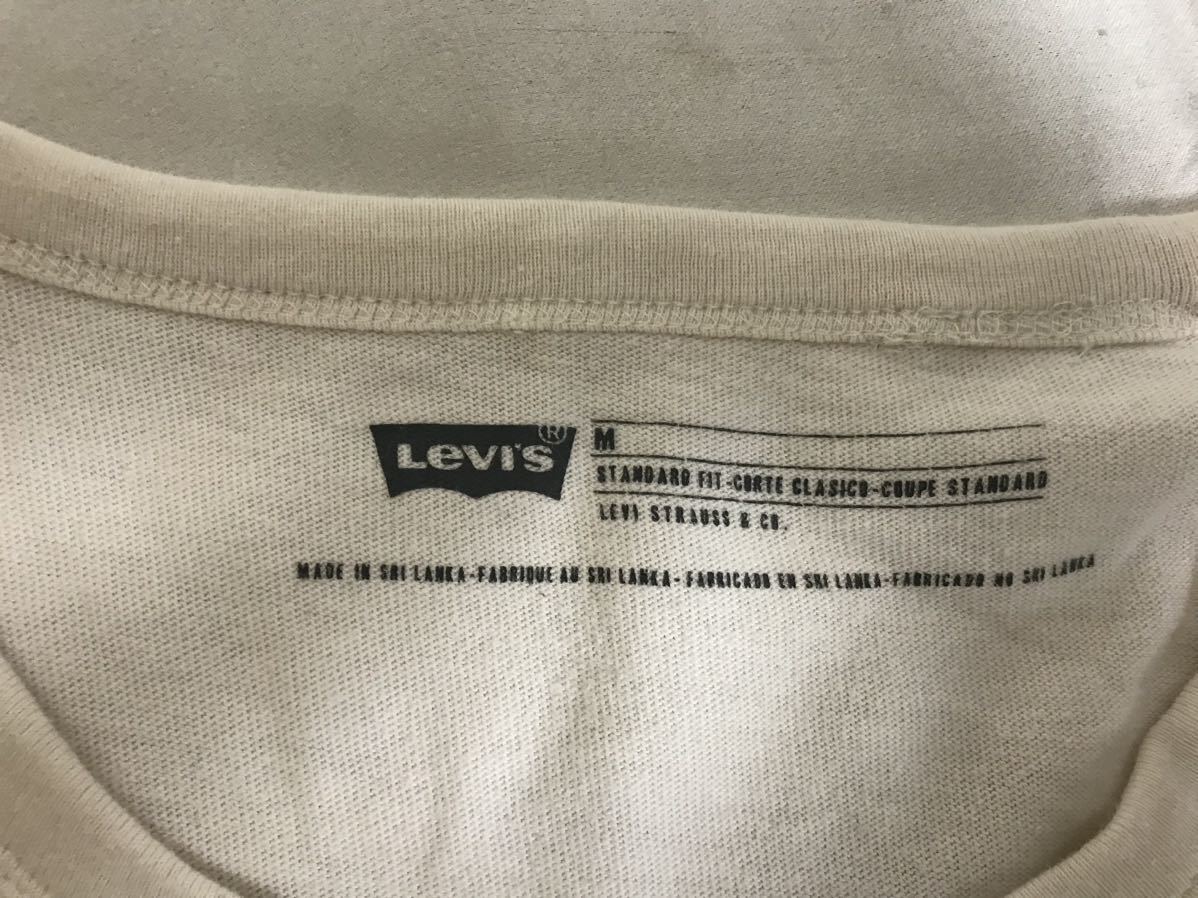 LEVI'S®
M
STANDARD FIT-CORTE CLASICO-COUPE STANDARD
LEVI STRAUSS & CO.
MADE IN SRI LANKA-FABRIQUE AU SRI LANKA-FABRICADO EN SRI LANKA-FABRICADO NO SRI LANKA